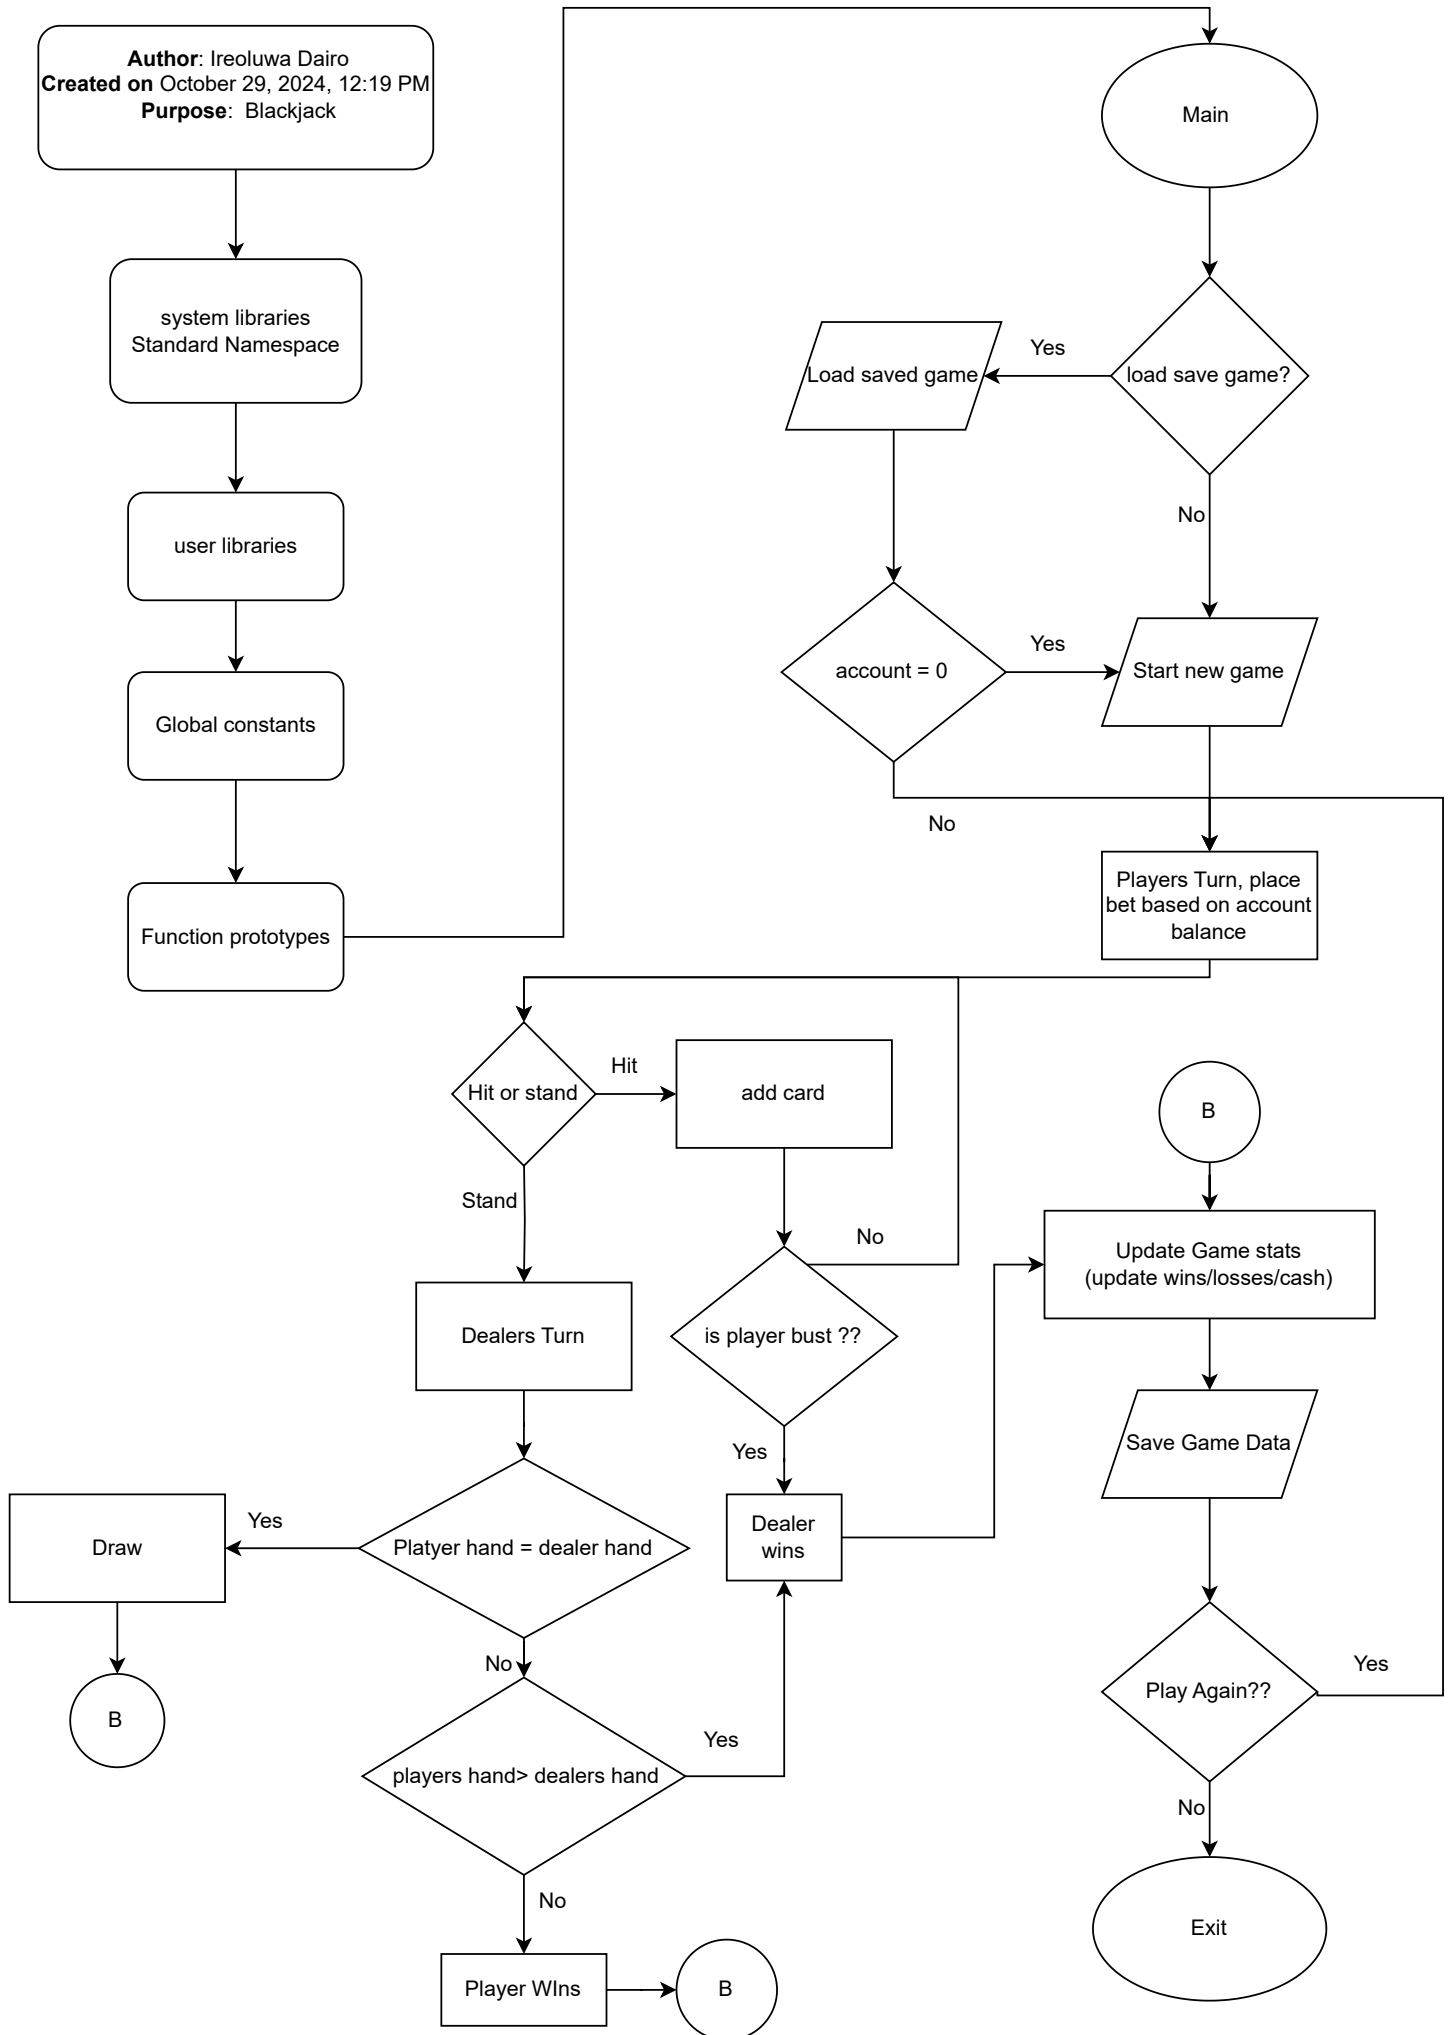 Author: Ireoluwa Dairo
Created on October 29, 2024, 12:19 PM
Purpose:  Blackjack
system libraries
Standard Namespace
user libraries
Global constants
Function prototypes
Main
load save game?
Yes
Load saved game
No
account = 0
Yes
Start new game
No
Players Turn, place
bet based on account
balance
Hit or stand
Hit
add card
Stand
No
is player bust ??
Yes
Dealers Turn
Platyer hand = dealer hand
Yes
Draw
B
No
players hand> dealers hand
Yes
Dealer
wins
No
Player WIns
B
B
Update Game stats
(update wins/losses/cash)
Save Game Data
Play Again??
Yes
No
Exit